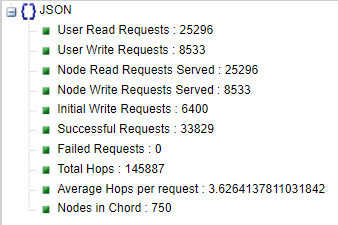 JSON
User Read Requests : 25296
User Write Requests : 8533
Node Read Requests Served : 25296
Node Write Requests Served : 8533
Initial Write Requests : 6400
Successful Requests : 33829
Failed Requests : 0
Total Hops : 145887
Average Hops per request : 3.6264137811031842
Nodes in Chord : 750